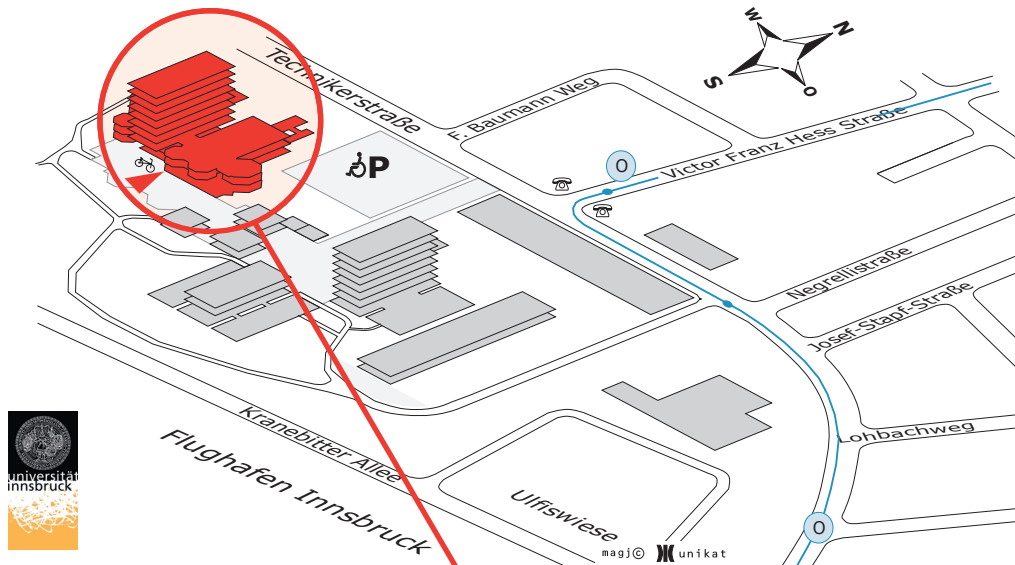 W
N
S
O
Technikerstraße
F. Baumann Weg
P
Victor Franz Hess Straße
O
Negrellistraße
Josef-Stapf-Straße
Lohbachweg
Kranebitter Allee
Flughafen Innsbruck
Ulfiswiese
O
universität
innsbruck
magj© unikat